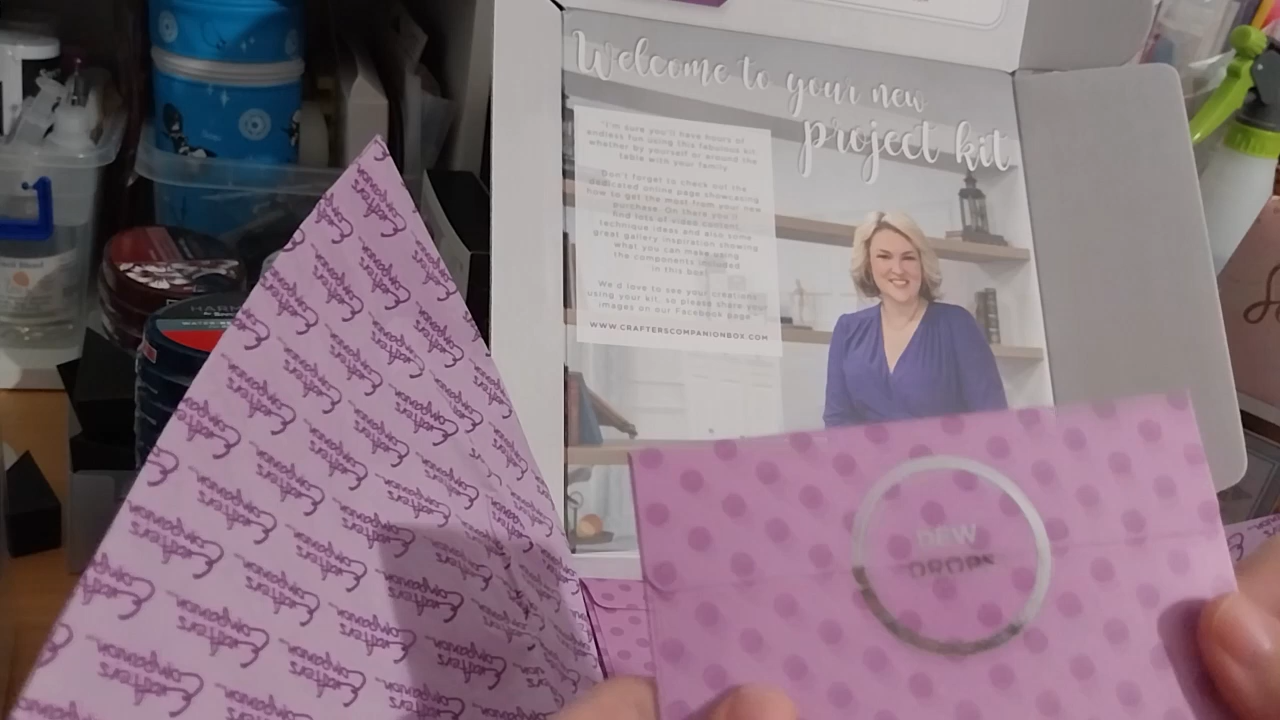 Welcome to your new
project kit
"I'm sure you'll have hours of
endless fun using this fabulous kit
whether by yourself or around the
table with your family
Don't forget to check out the
dedicated online page showcasing
how to get the most from your new
purchase. On there you'll
find lots of video content,
technique ideas and also some
great gallery inspiration showing
what you can make using
the components included
in this box!
We'd love to see your creations
using your kit, so please share your
images on our Facebook page."
WWW.CRAFTERSCOMPANIONBOX.COM
DEW
DROPS
Crafter's
Companion